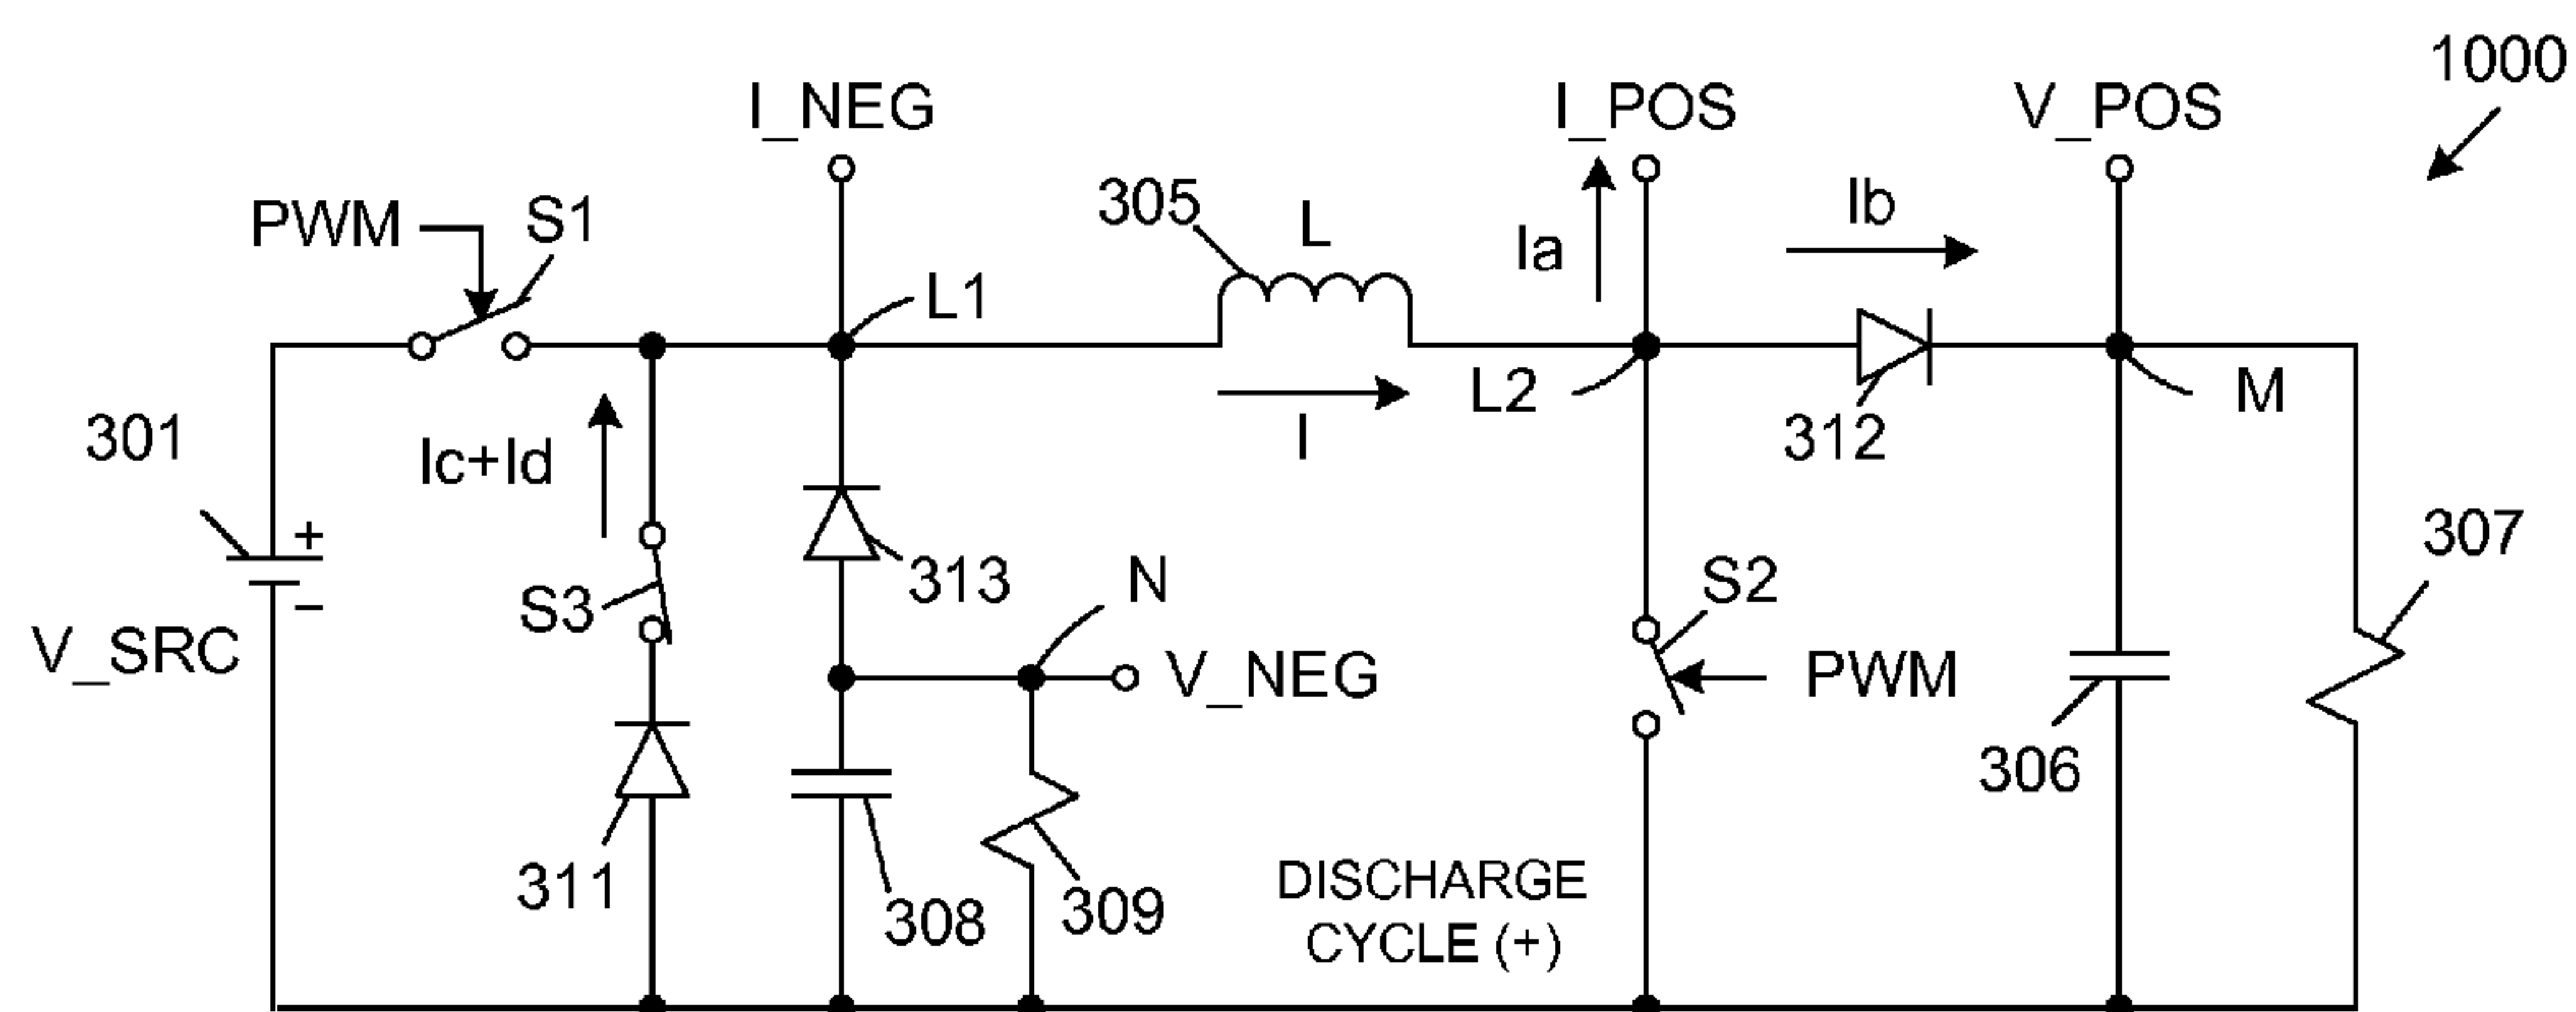 1000
I_NEG
I_POS
V_POS
PWM
S1
305
L
Ia
Ib
L1
L2
M
301
Ic+Id
I
312
+
−
V_SRC
S3
313
N
V_NEG
S2
PWM
307
306
311
308
309
DISCHARGE
CYCLE (+)